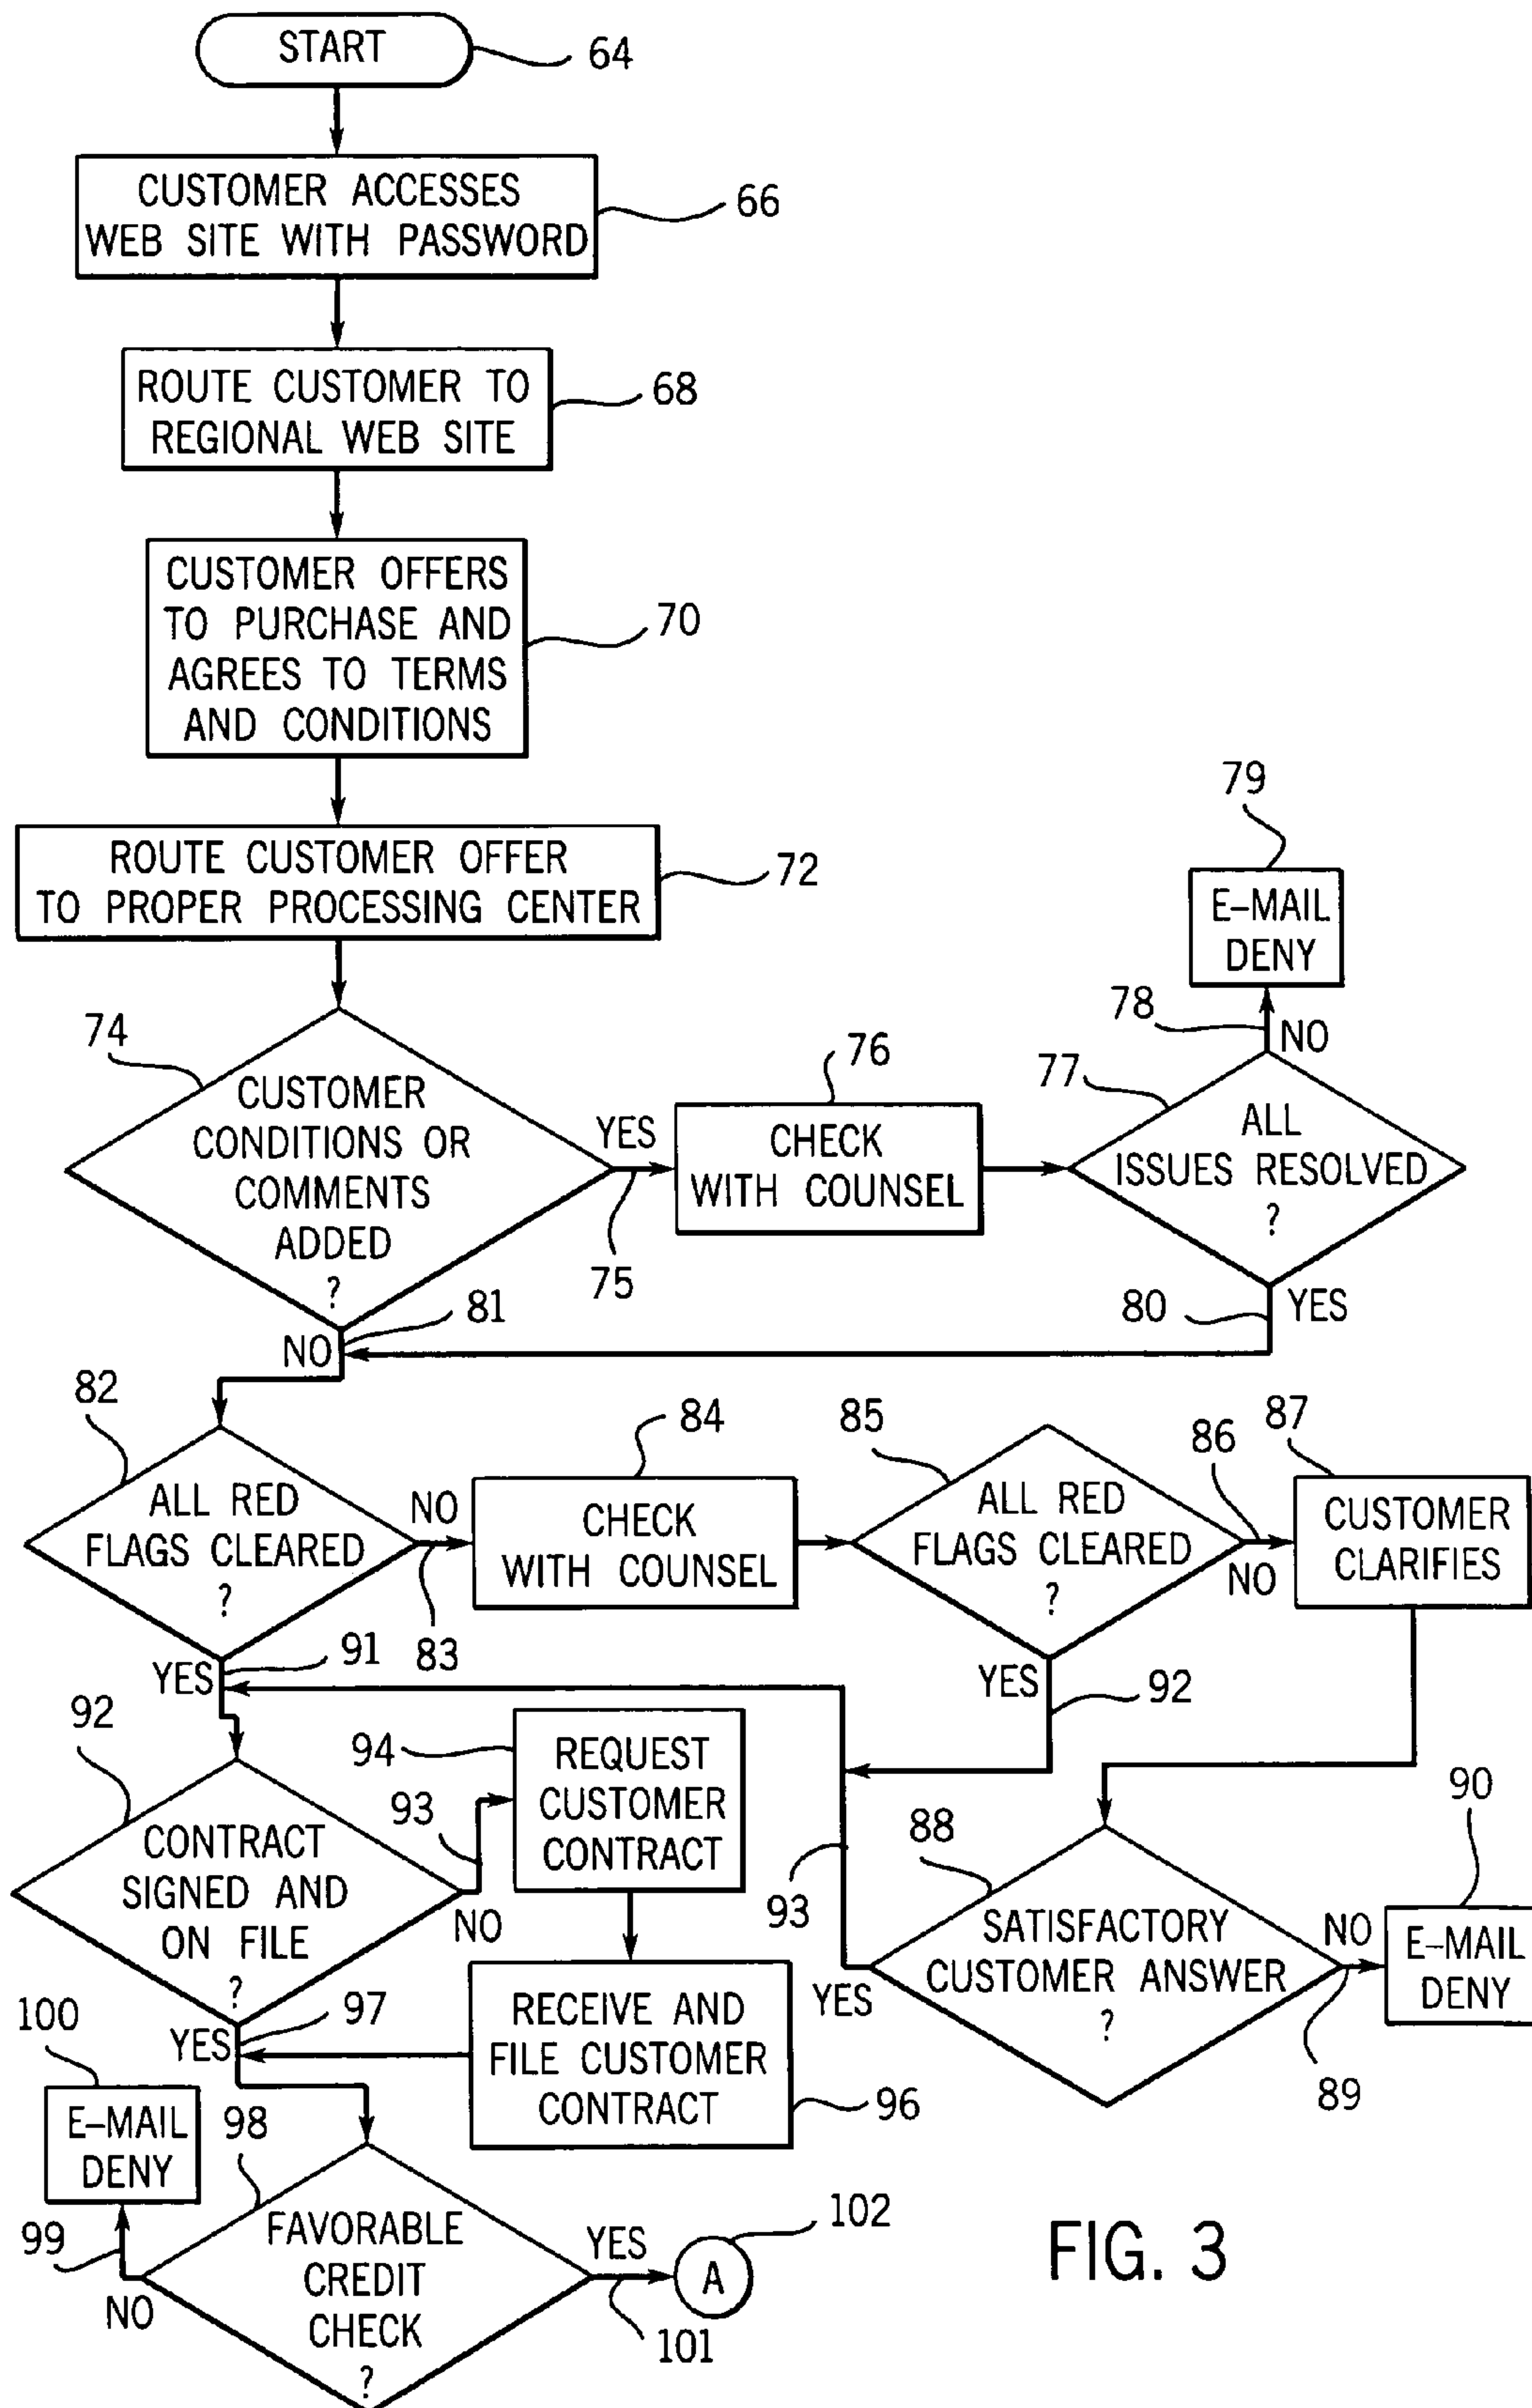 START
64
CUSTOMER ACCESSES
WEB SITE WITH PASSWORD
66
ROUTE CUSTOMER TO
REGIONAL WEB SITE
68
CUSTOMER OFFERS
TO PURCHASE AND
AGREES TO TERMS
AND CONDITIONS
70
ROUTE CUSTOMER OFFER
TO PROPER PROCESSING CENTER
72
79
E-MAIL
DENY
78
NO
74
CUSTOMER
CONDITIONS OR
COMMENTS
ADDED
?
YES
75
76
CHECK
WITH COUNSEL
77
ALL
ISSUES RESOLVED
?
80
YES
81
NO
82
ALL RED
FLAGS CLEARED
?
NO
83
84
CHECK
WITH COUNSEL
85
ALL RED
FLAGS CLEARED
?
86
NO
87
CUSTOMER
CLARIFIES
YES
91
YES
92
92
CONTRACT
SIGNED AND
ON FILE
?
93
NO
94
REQUEST
CUSTOMER
CONTRACT
93
88
SATISFACTORY
CUSTOMER ANSWER
?
YES
NO
89
90
E-MAIL
DENY
RECEIVE AND
FILE CUSTOMER
CONTRACT
96
YES
97
100
E-MAIL
DENY
98
FAVORABLE
CREDIT
CHECK
?
99
NO
YES
101
A
102
FIG. 3